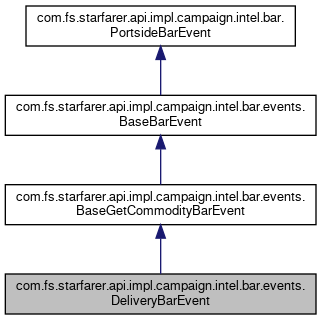 com.fs.starfarer.api.impl.campaign.intel.bar.
PortsideBarEvent
com.fs.starfarer.api.impl.campaign.intel.bar.events.
BaseBarEvent
com.fs.starfarer.api.impl.campaign.intel.bar.events.
BaseGetCommodityBarEvent
com.fs.starfarer.api.impl.campaign.intel.bar.events.
DeliveryBarEvent